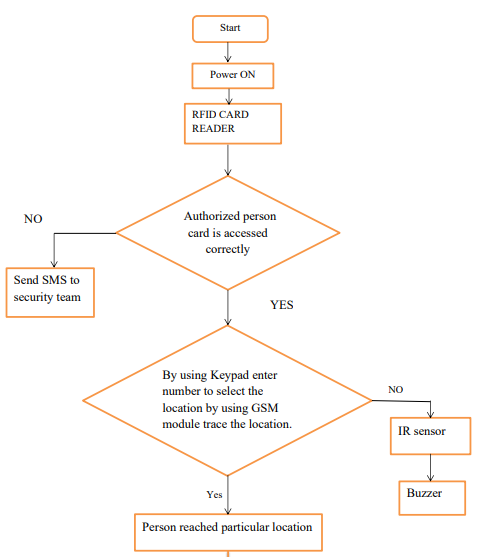 Start
Power ON
RFID CARD
READER
Authorized person
card is accessed
correctly
NO
Send SMS to
security team
YES
By using Keypad enter
number to select the
location by using GSM
module trace the location.
NO
IR sensor
Buzzer
Yes
Person reached particular location